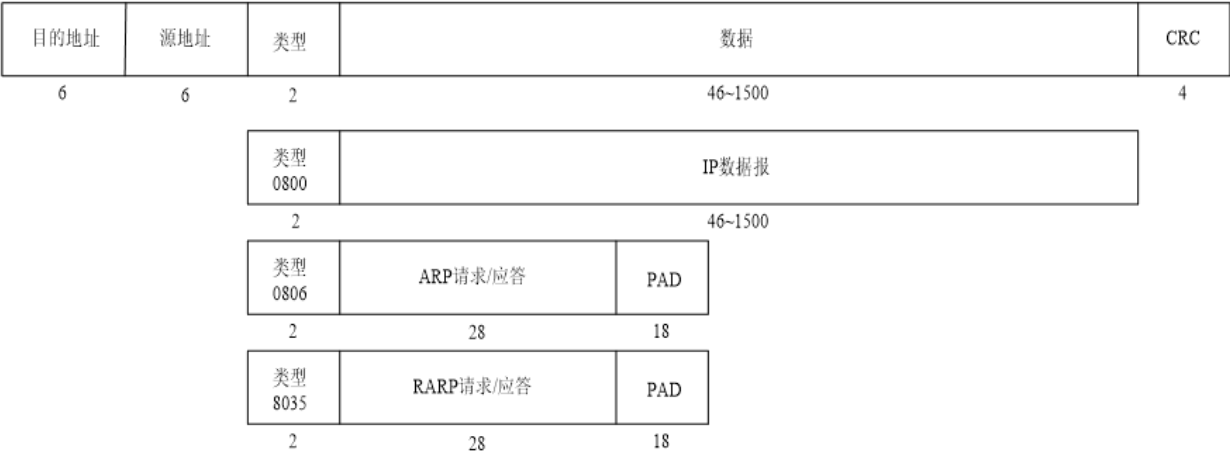 目的地址 源地址 类型 数据 CRC
6 6 2 46~1500 4
类型
0800
IP数据报
2 46~1500
类型
0806
ARP请求/应答 PAD
2 28 18
类型
8035
RARP请求/应答 PAD
2 28 18